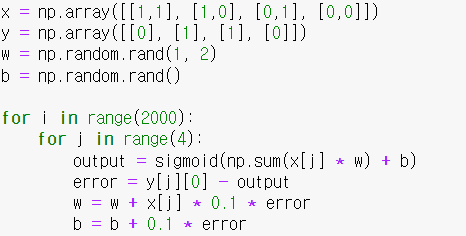 x = np.array([[1,1], [1,0], [0,1], [0,0]])
y = np.array([[0], [1], [1], [0]])
w = np.random.rand(1, 2)
b = np.random.rand()

for i in range(2000):
    for j in range(4):
        output = sigmoid(np.sum(x[j] * w) + b)
        error = y[j][0] - output
        w = w + x[j] * 0.1 * error
        b = b + 0.1 * error